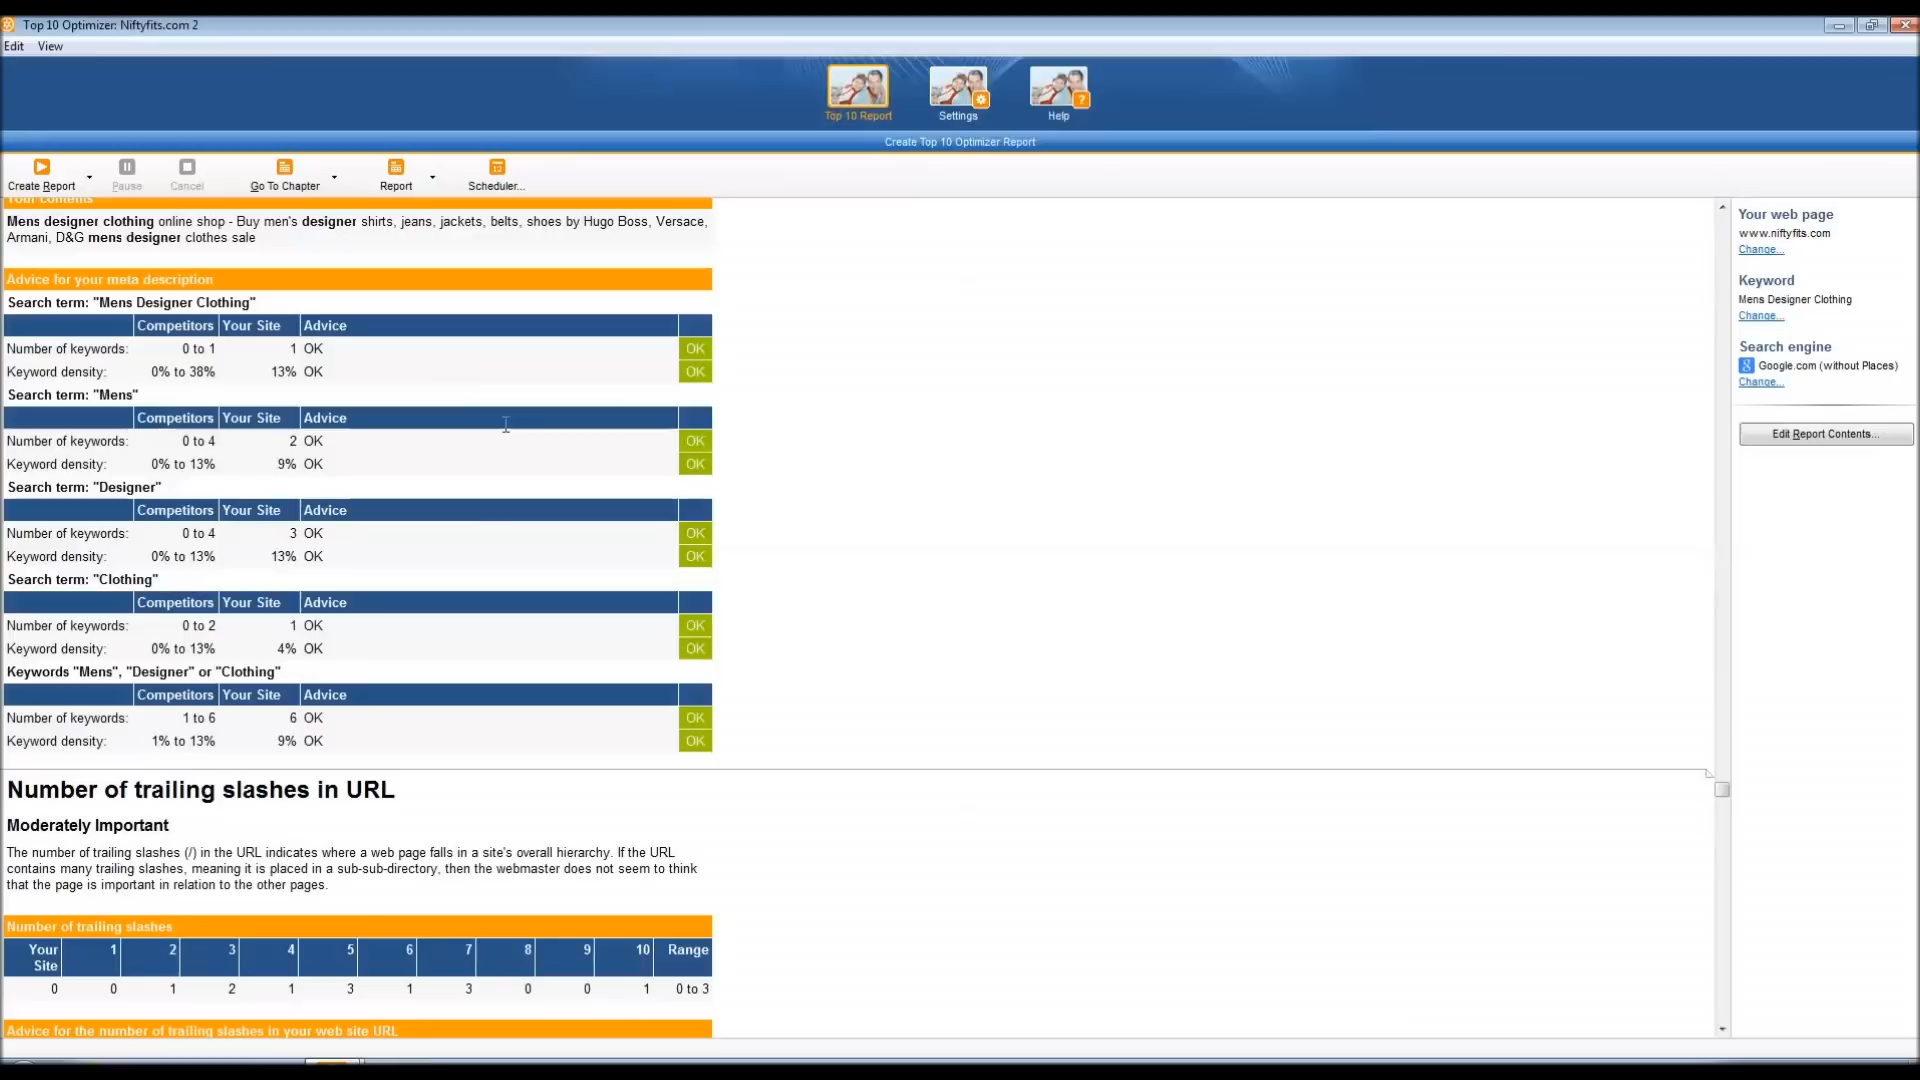 Top 10 Optimizer: Niftyfits.com 2
Edit View
Top 10 Report Settings Help
Create Top 10 Optimizer Report
Create Report Pause Cancel Go To Chapter Report Scheduler...
Your contents
Mens designer clothing online shop - Buy men's designer shirts, jeans, jackets, belts, shoes by Hugo Boss, Versace,
Armani, D&G mens designer clothes sale
Advice for your meta description
Search term: "Mens Designer Clothing"
Competitors Your Site Advice
Number of keywords: 0 to 1 1 OK OK
Keyword density: 0% to 38% 13% OK OK
Search term: "Mens"
Competitors Your Site Advice
Number of keywords: 0 to 4 2 OK OK
Keyword density: 0% to 13% 9% OK OK
Search term: "Designer"
Competitors Your Site Advice
Number of keywords: 0 to 4 3 OK OK
Keyword density: 0% to 13% 13% OK OK
Search term: "Clothing"
Competitors Your Site Advice
Number of keywords: 0 to 2 1 OK OK
Keyword density: 0% to 13% 4% OK OK
Keywords "Mens", "Designer" or "Clothing"
Competitors Your Site Advice
Number of keywords: 1 to 6 6 OK OK
Keyword density: 1% to 13% 9% OK OK
Number of trailing slashes in URL
Moderately Important
The number of trailing slashes (/) in the URL indicates where a web page falls in a site's overall hierarchy. If the URL
contains many trailing slashes, meaning it is placed in a sub-sub-directory, then the webmaster does not seem to think
that the page is important in relation to the other pages.
Number of trailing slashes
Your Site 1 2 3 4 5 6 7 8 9 10 Range
0 0 1 2 1 3 1 3 0 0 1 0 to 3
Advice for the number of trailing slashes in your web site URL
Your web page
www.niftyfits.com
Change...
Keyword
Mens Designer Clothing
Change...
Search engine
Google.com (without Places)
Change...
Edit Report Contents...